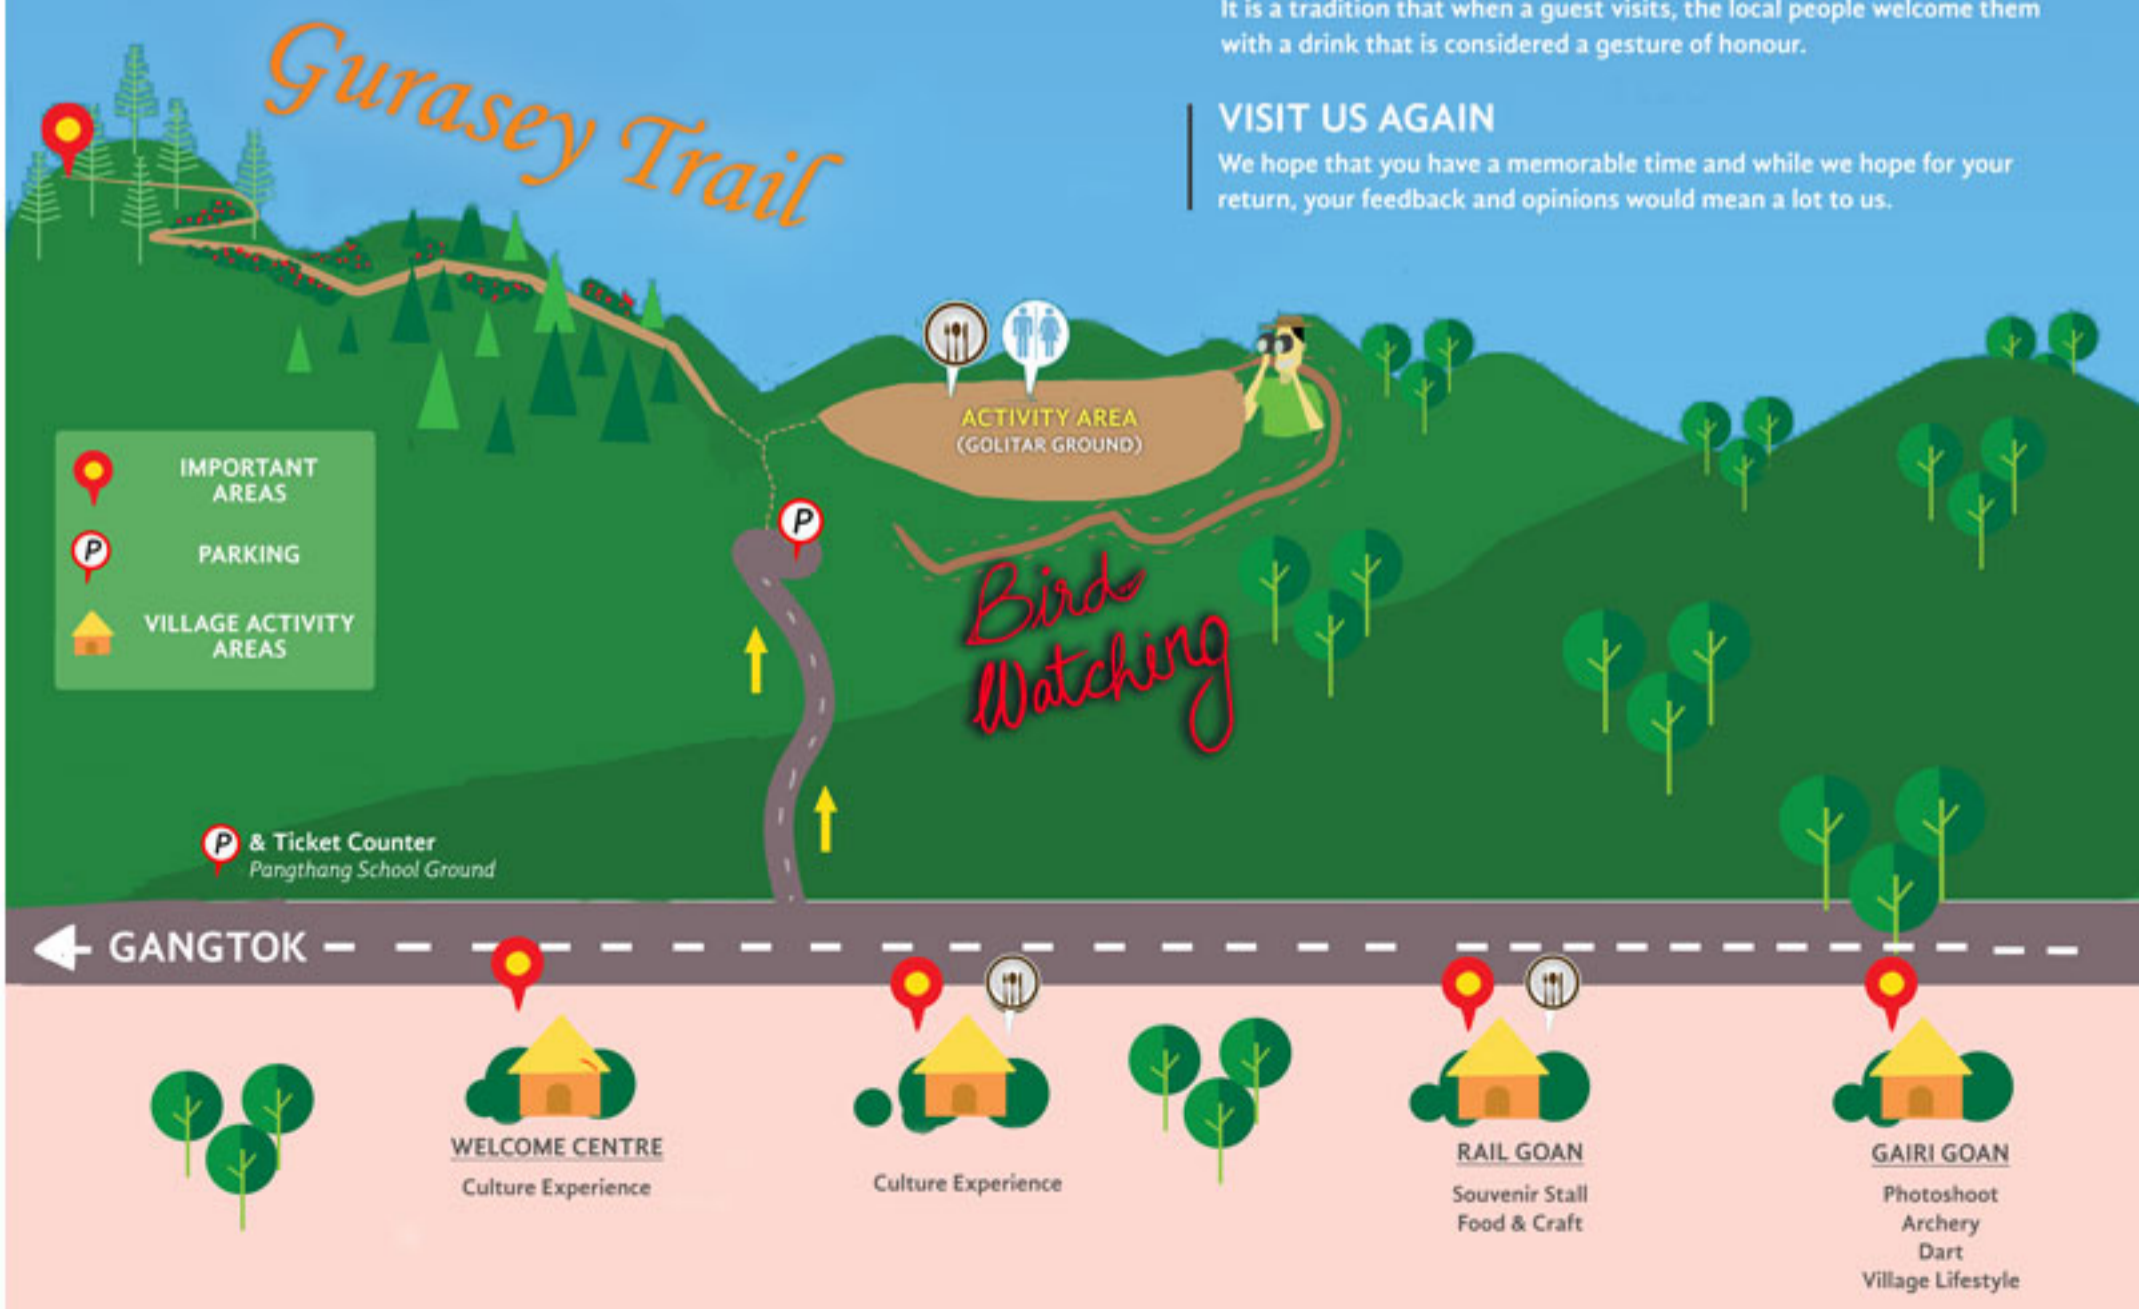 It is a tradition that when a guest visits, the local people welcome them
with a drink that is considered a gesture of honour.
VISIT US AGAIN
We hope that you have a memorable time and while we hope for your
return, your feedback and opinions would mean a lot to us.
Gurasey Trail
ACTIVITY AREA
(GOLITAR GROUND)
IMPORTANT
AREAS
P
PARKING
VILLAGE ACTIVITY
AREAS
P
Bird
Watching
P & Ticket Counter
Pangthang School Ground
GANGTOK
WELCOME CENTRE
Culture Experience
Culture Experience
RAIL GOAN
Souvenir Stall
Food & Craft
GAIRI GOAN
Photoshoot
Archery
Dart
Village Lifestyle